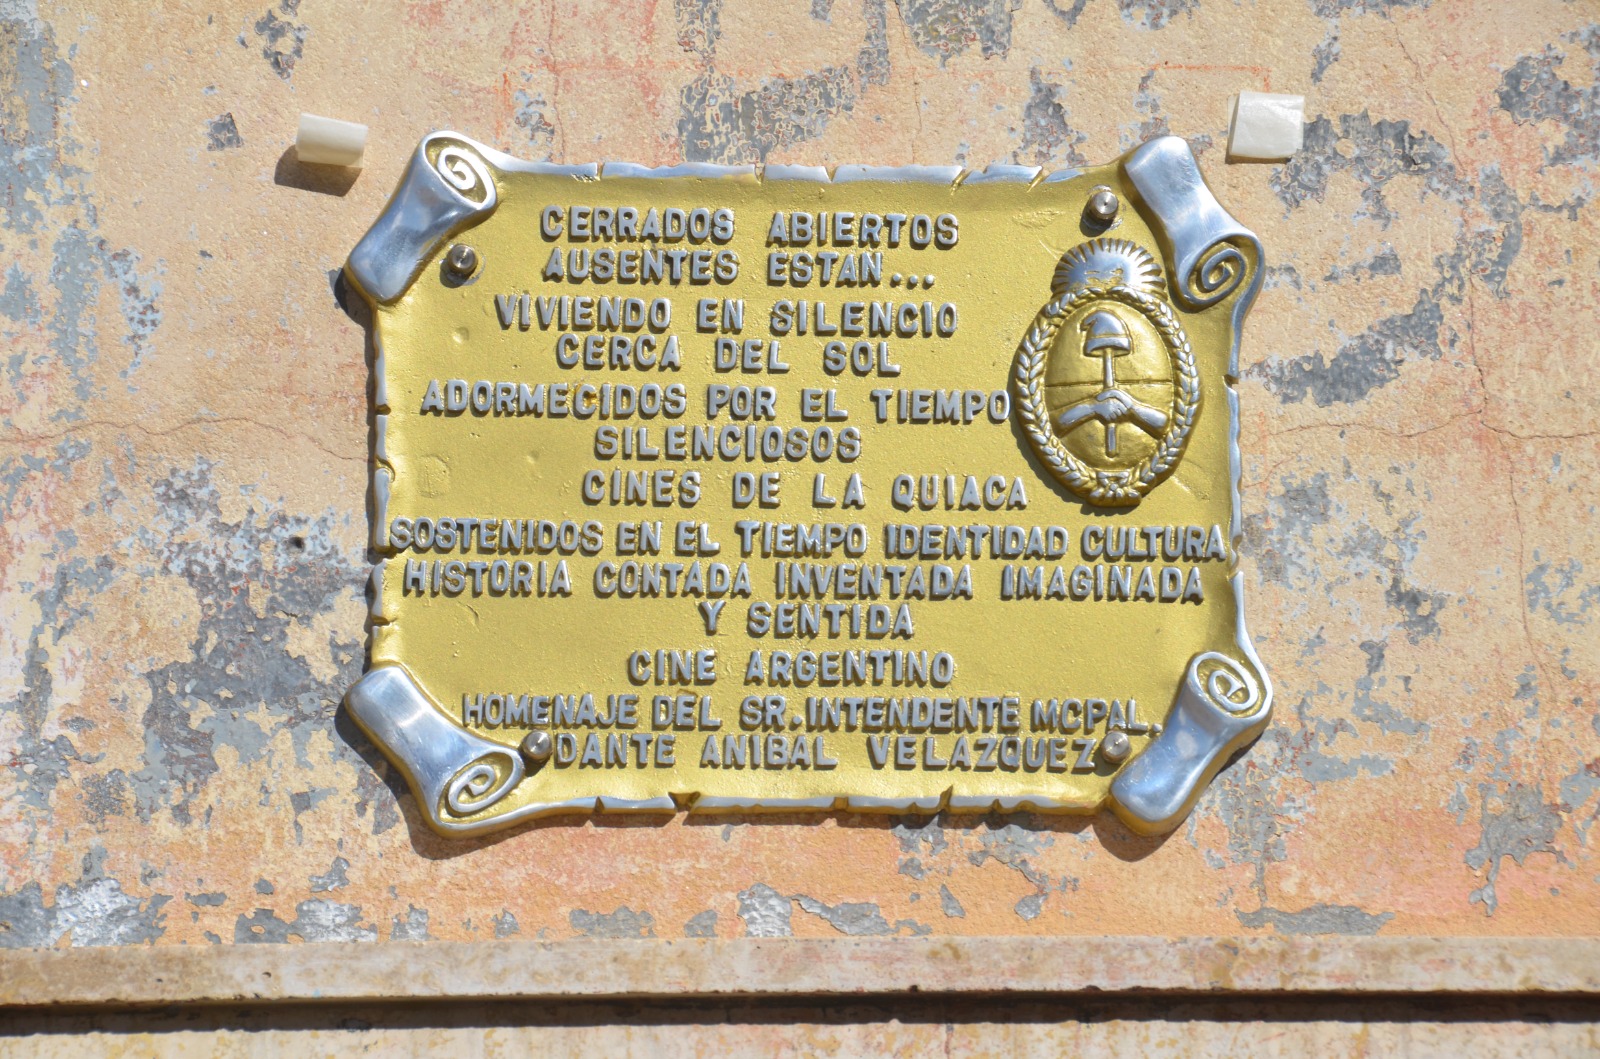 CERRADOS ABIERTOS
AUSENTES ESTAN...
VIVIENDO EN SILENCIO
CERCA DEL SOL
ADORMECIDOS POR EL TIEMPO
SILENCIOSOS
CINES DE LA QUIACA
SOSTENIDOS EN EL TIEMPO IDENTIDAD CULTURA
HISTORIA CONTADA INVENTADA IMAGINADA
Y SENTIDA
CINE ARGENTINO
HOMENAJE DEL SR. INTENDENTE MCPAL.
DANTE ANIBAL VELAZQUEZ